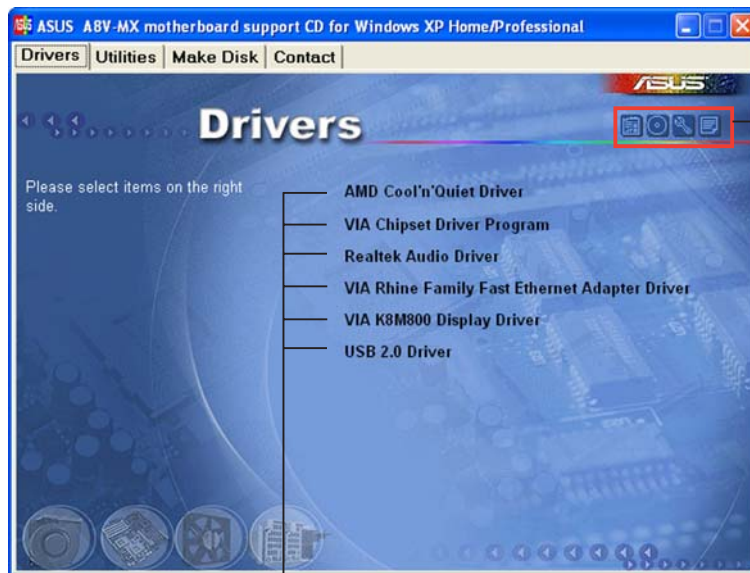 ASUS A8V-MX motherboard support CD for Windows XP Home/Professional
Drivers Utilities Make Disk Contact
ASUS
Drivers
Please select items on the right
side.
AMD Cool'n'Quiet Driver
VIA Chipset Driver Program
Realtek Audio Driver
VIA Rhine Family Fast Ethernet Adapter Driver
VIA K8M800 Display Driver
USB 2.0 Driver